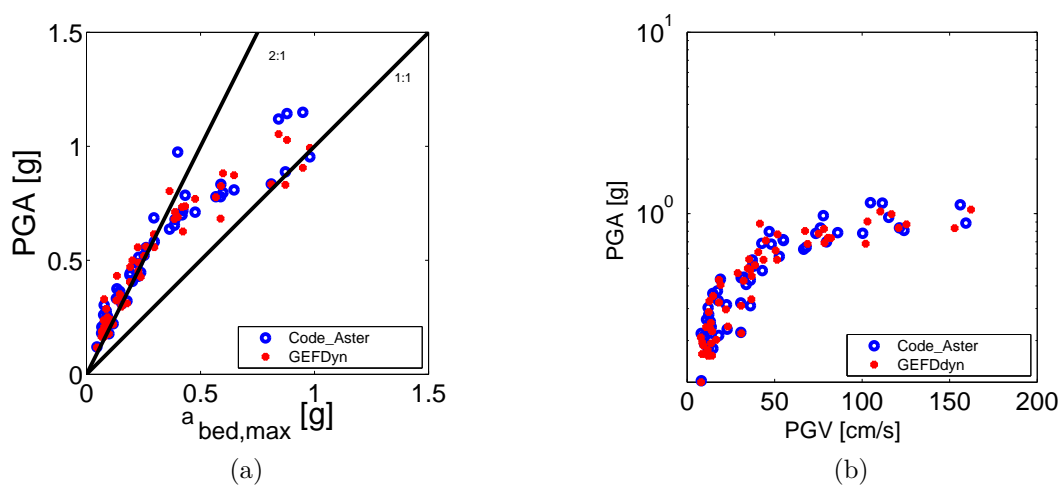 1.5
1
0.5
0
PGA [g]
2:1
1:1
Code_Aster
GEFDyn
0 0.5 1 1.5
a bed,max [g]
(a)
10^1
10^0
PGA [g]
Code_Aster
GEFDdyn
0 50 100 150 200
PGV [cm/s]
(b)